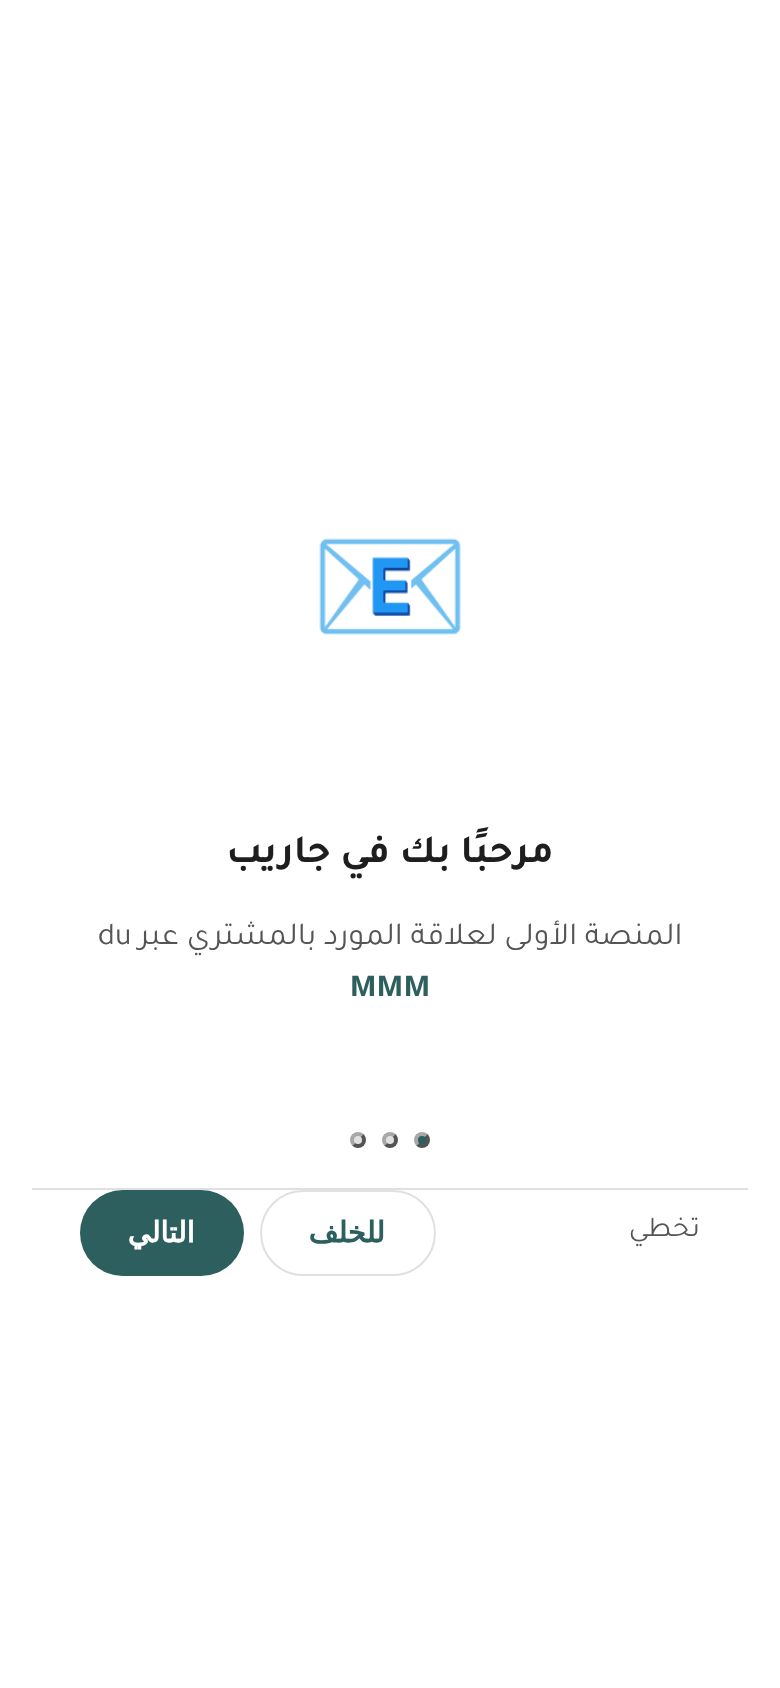 E
مرحبًا بك في جاريب
المنصة الأولى لعلاقة المورد بالمشتري عبر du
MMM
تخطي
للخلف
التالي